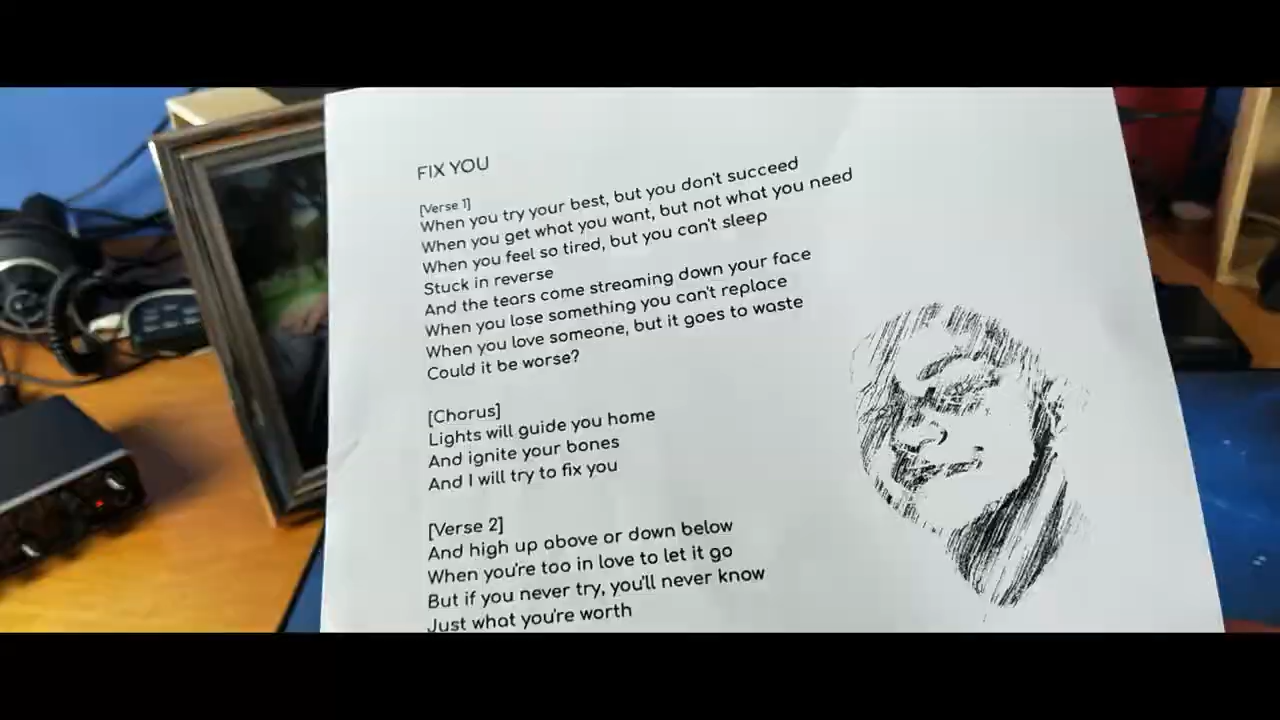 FIX YOU
[Verse 1]
When you try your best, but you don't succeed
When you get what you want, but not what you need
When you feel so tired, but you can't sleep
Stuck in reverse
And the tears come streaming down your face
When you lose something you can't replace
When you love someone, but it goes to waste
Could it be worse?
[Chorus]
Lights will guide you home
And ignite your bones
And I will try to fix you
[Verse 2]
And high up above or down below
When you're too in love to let it go
But if you never try, you'll never know
Just what you're worth